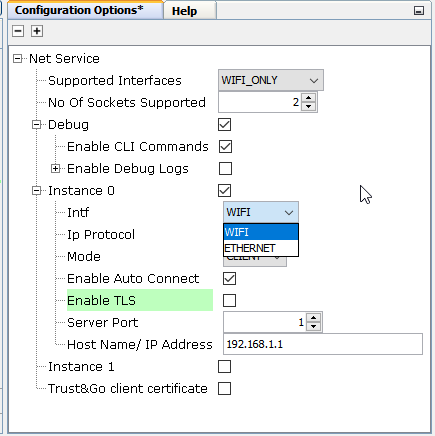 Configuration Options* Help
Net Service
Supported Interfaces WIFI_ONLY
No Of Sockets Supported 2
Debug
Enable CLI Commands
Enable Debug Logs
Instance 0
Intf WIFI
Ip Protocol WIFI
ETHERNET
Mode CLIENT
Enable Auto Connect
Enable TLS
Server Port 1
Host Name/ IP Address 192.168.1.1
Instance 1
Trust&Go client certificate